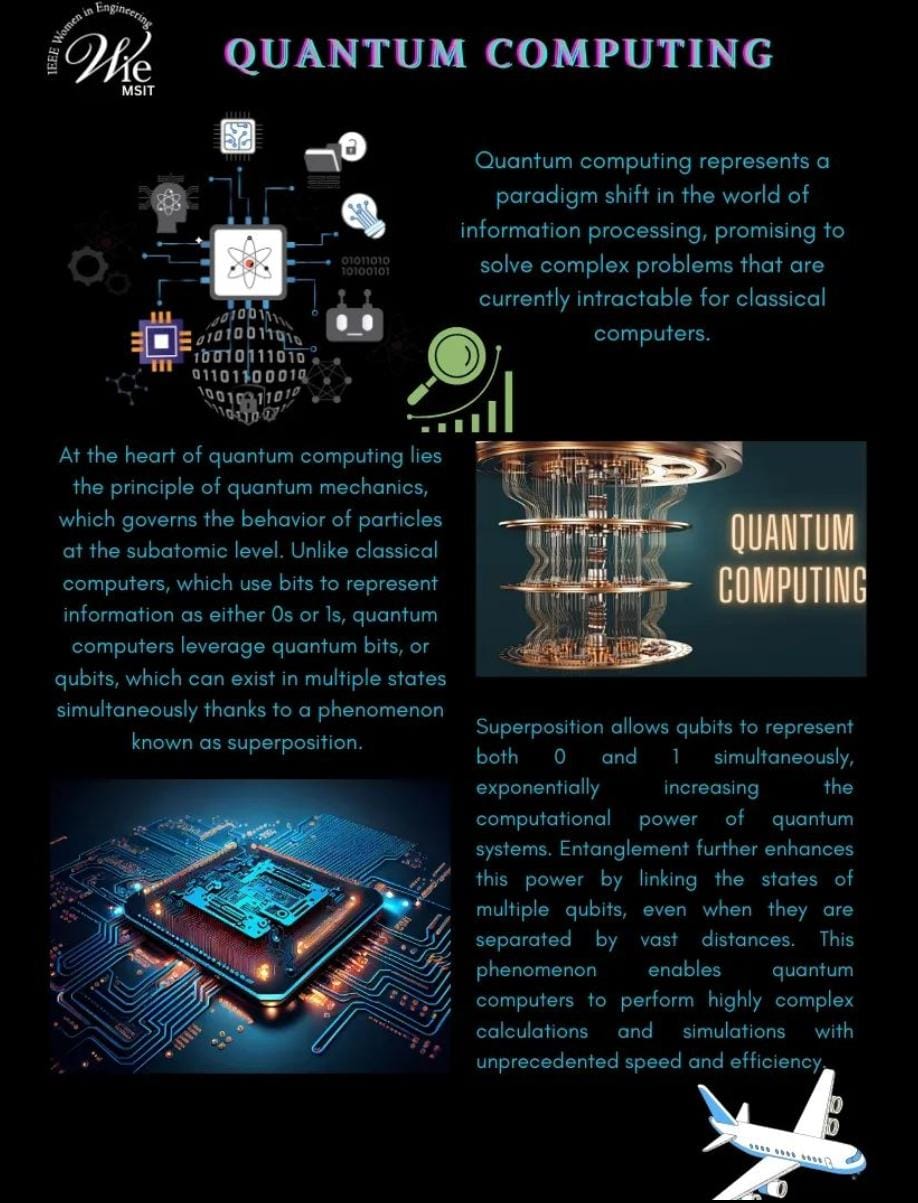 IEEE Women in Engineering
Wie
MSIT
QUANTUM COMPUTING
01011010
10100101
Quantum computing represents a
paradigm shift in the world of
information processing, promising to
solve complex problems that are
currently intractable for classical
computers.
At the heart of quantum computing lies
the principle of quantum mechanics,
which governs the behavior of particles
at the subatomic level. Unlike classical
computers, which use bits to represent
information as either 0s or 1s, quantum
computers leverage quantum bits, or
qubits, which can exist in multiple states
simultaneously thanks to a phenomenon
known as superposition.
QUANTUM
COMPUTING
Superposition allows qubits to represent
both 0 and 1 simultaneously,
exponentially increasing the
computational power of quantum
systems. Entanglement further enhances
this power by linking the states of
multiple qubits, even when they are
separated by vast distances. This
phenomenon enables quantum
computers to perform highly complex
calculations and simulations with
unprecedented speed and efficiency.